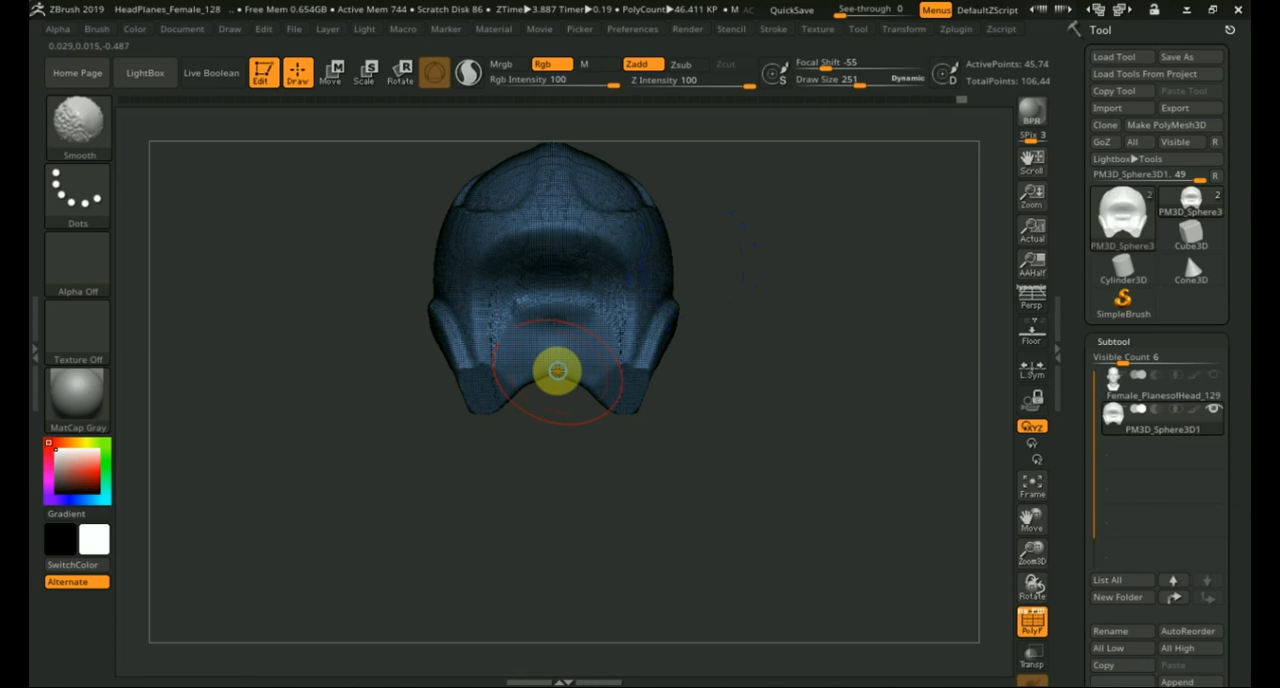 ZBrush 2019 HeadPlanes_Female_128 .. • Free Mem 0.654GB • Active Mem 744 • Scratch Disk 86 • ZTime▶3.887 Timer▶0.19 • PolyCount▶46.411 KP • M AC QuickSave See-through 0 Menus DefaultZScript
Alpha Brush Color Document Draw Edit File Layer Light Macro Marker Material Movie Picker Preferences Render Stencil Stroke Texture Tool Transform Zplugin Zscript
0.029,0.015,-0.487
Home Page LightBox Live Boolean Edit Draw Move Scale Rotate
Mrgb Rgb M Zadd Zsub Zcut
Rgb Intensity 100 Z Intensity 100
S Focal Shift -55
Draw Size 251 Dynamic D
ActivePoints: 45,74
TotalPoints: 106,44
Smooth
Dots
Alpha Off
Texture Off
MatCap Gray
Gradient
SwitchColor
Alternate
BPR
SPix 3
Scroll
Zoom
Actual
AAHalf
Dynamic
Persp
Floor
L.Sym
XYZ
Y
Z
Frame
Move
Zoom3D
Rotate
PolyF
Transp
Tool
Load Tool Save As
Load Tools From Project
Copy Tool Paste Tool
Import Export
Clone Make PolyMesh3D
GoZ All Visible R
Lightbox▶Tools
PM3D_Sphere3D1. 49 R
2 2
PM3D_Sphere3
PM3D_Sphere3 Cube3D
Cylinder3D Cone3D
SimpleBrush
Subtool
Visible Count 6
Female_PlanesofHead_129
PM3D_Sphere3D1
List All
New Folder
Rename AutoReorder
All Low All High
Copy Paste
Append